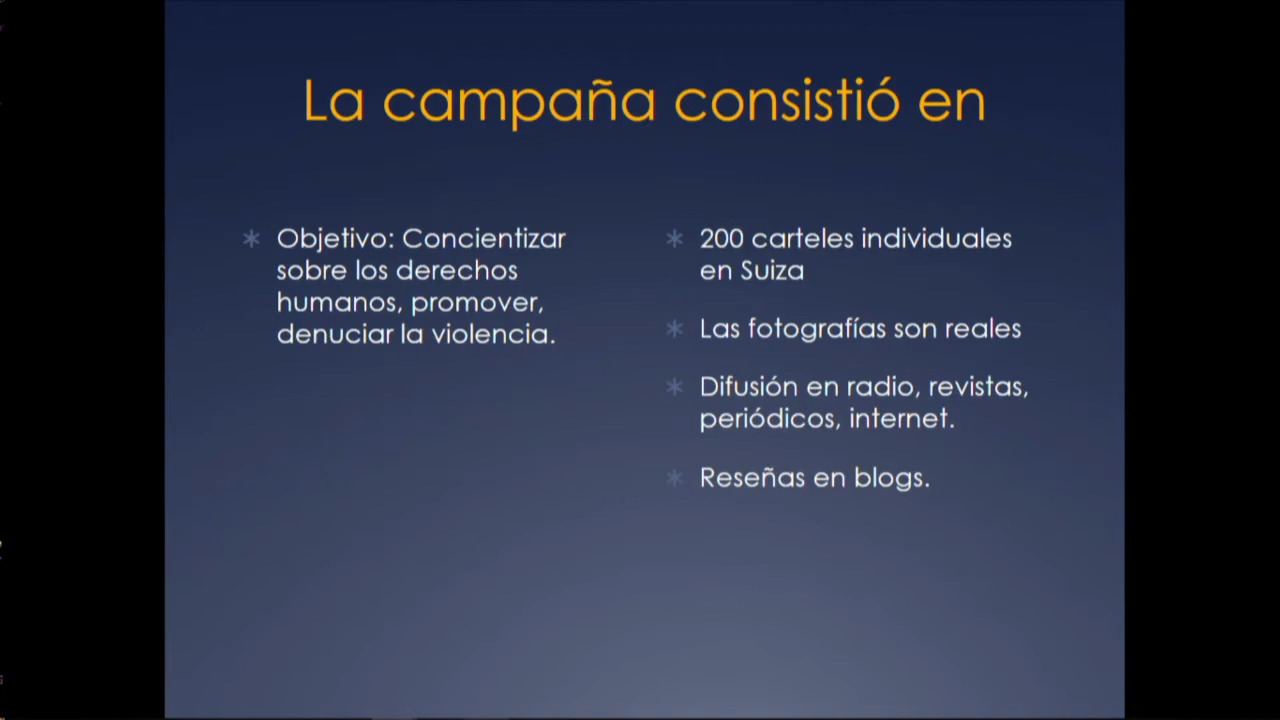 La campaña consistió en
* Objetivo: Concientizar
sobre los derechos
humanos, promover,
denuciar la violencia.
* 200 carteles individuales
en Suiza
* Las fotografías son reales
* Difusión en radio, revistas,
periódicos, internet.
* Reseñas en blogs.